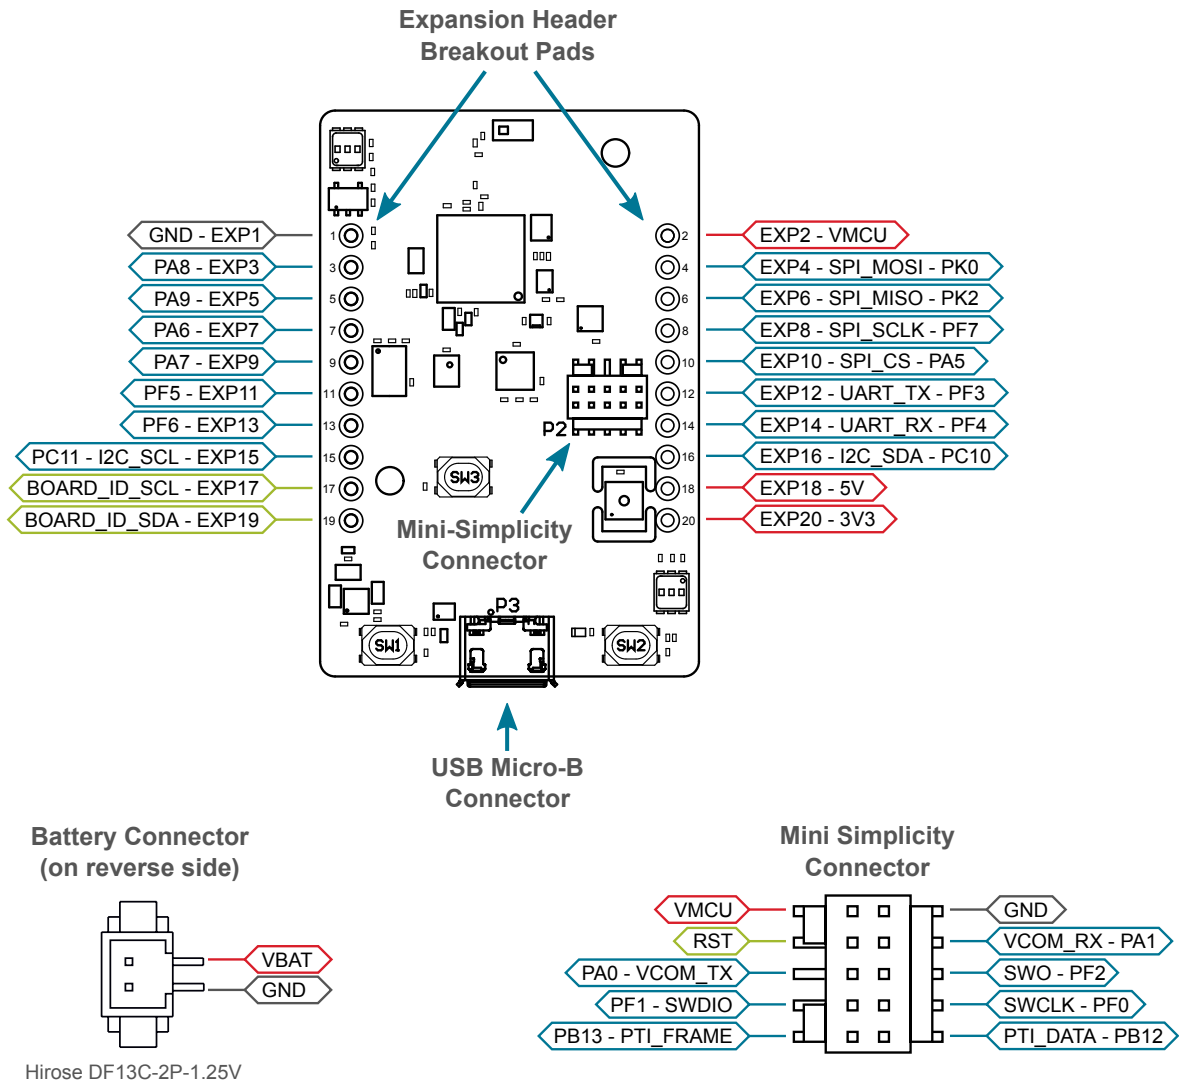 Expansion Header
Breakout Pads
GND - EXP1
1
2
EXP2 - VMCU
PA8 - EXP3
3
4
EXP4 - SPI_MOSI - PK0
PA9 - EXP5
5
6
EXP6 - SPI_MISO - PK2
PA6 - EXP7
7
8
EXP8 - SPI_SCLK - PF7
PA7 - EXP9
9
10
EXP10 - SPI_CS - PA5
PF5 - EXP11
11
12
EXP12 - UART_TX - PF3
PF6 - EXP13
13
P2
14
EXP14 - UART_RX - PF4
PC11 - I2C_SCL - EXP15
15
16
EXP16 - I2C_SDA - PC10
BOARD_ID_SCL - EXP17
17
SW3
18
EXP18 - 5V
BOARD_ID_SDA - EXP19
19
20
EXP20 - 3V3
Mini-Simplicity
Connector
P3
SW1
SW2
USB Micro-B
Connector
Battery Connector
(on reverse side)
VBAT
GND
Hirose DF13C-2P-1.25V
Mini Simplicity
Connector
VMCU
GND
RST
VCOM_RX - PA1
PA0 - VCOM_TX
SWO - PF2
PF1 - SWDIO
SWCLK - PF0
PB13 - PTI_FRAME
PTI_DATA - PB12